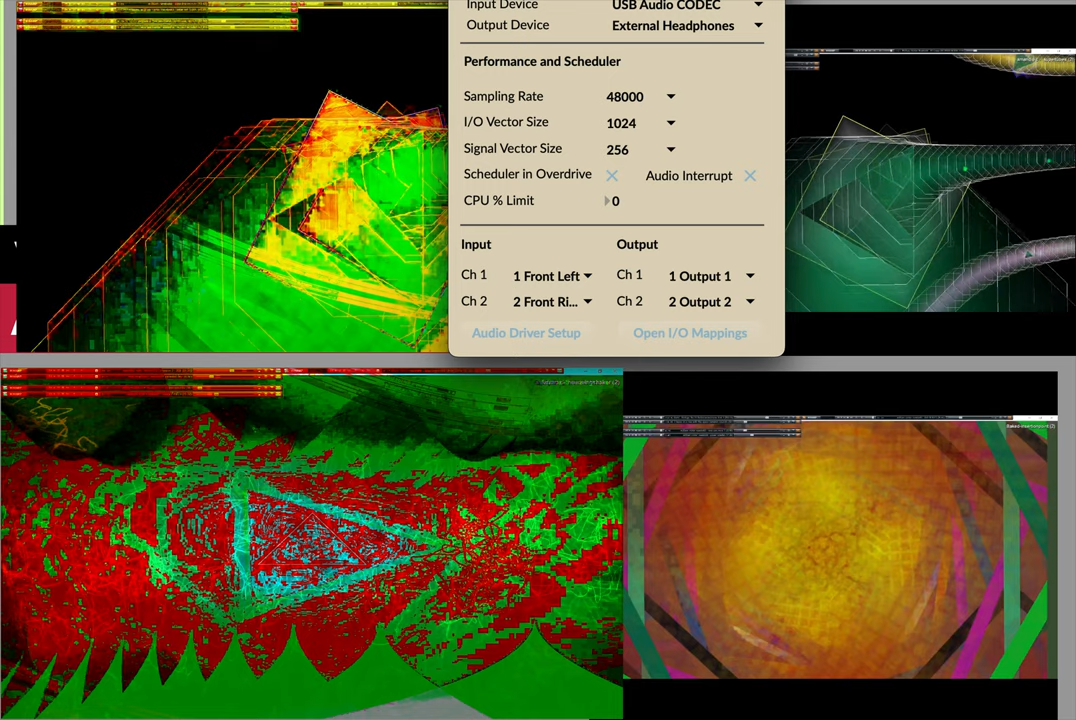 Input Device USB Audio CODEC
Output Device External Headphones
Performance and Scheduler
Sampling Rate 48000
I/O Vector Size 1024
Signal Vector Size 256
Scheduler in Overdrive Audio Interrupt
CPU % Limit 0
Input Output
Ch 1 1 Front Left Ch 1 1 Output 1
Ch 2 2 Front Ri... Ch 2 2 Output 2
Audio Driver Setup Open I/O Mappings